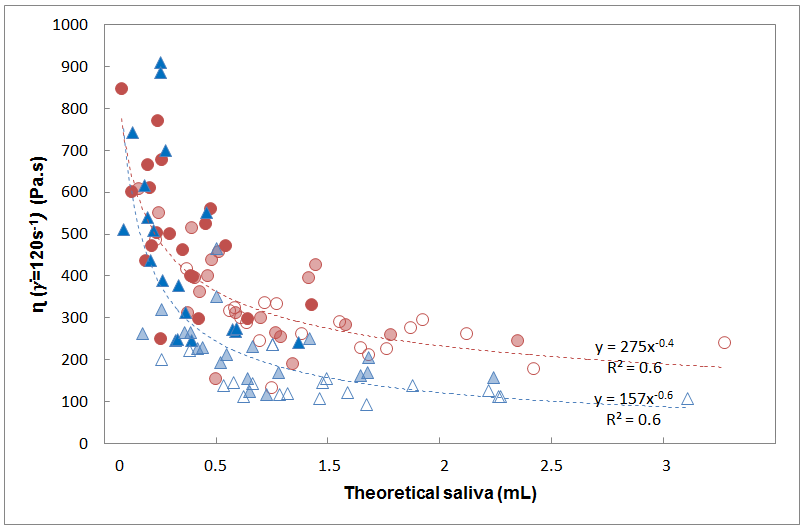 1000
900
800
700
600
500
400
300
200
100
0
η (γ̇=120s-1) (Pa.s)
y = 275x-0.4
R² = 0.6
y = 157x-0.6
R² = 0.6
0 0.5 1.5 2 2.5 3
Theoretical saliva (mL)